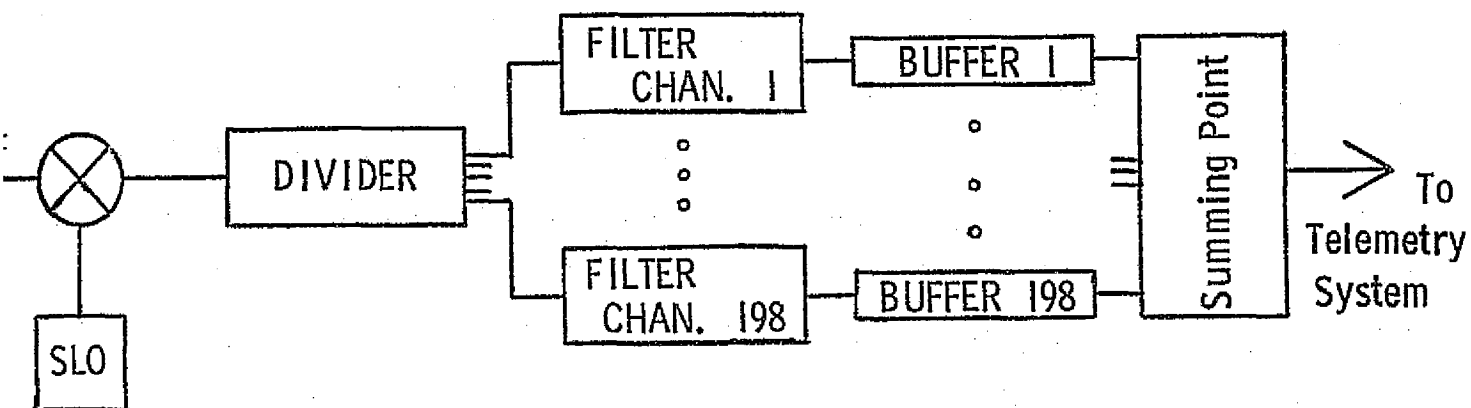 FILTER
CHAN. 1
BUFFER 1
DIVIDER
Summing Point
To
Telemetry
System
FILTER
CHAN. 198
BUFFER 198
SLO